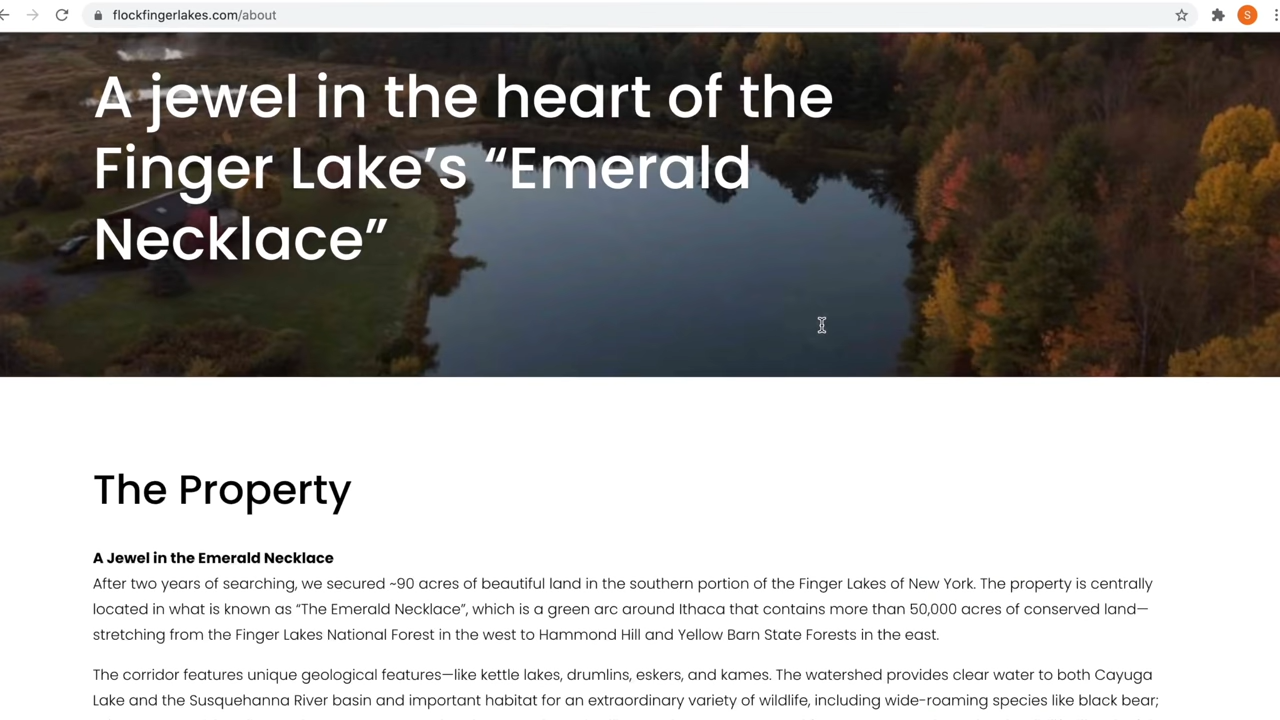 flockfingerlakes.com/about
S
A jewel in the heart of the
Finger Lake’s “Emerald
Necklace”
The Property
A Jewel in the Emerald Necklace
After two years of searching, we secured ~90 acres of beautiful land in the southern portion of the Finger Lakes of New York. The property is centrally
located in what is known as “The Emerald Necklace”, which is a green arc around Ithaca that contains more than 50,000 acres of conserved land—
stretching from the Finger Lakes National Forest in the west to Hammond Hill and Yellow Barn State Forests in the east.
The corridor features unique geological features—like kettle lakes, drumlins, eskers, and kames. The watershed provides clear water to both Cayuga
Lake and the Susquehanna River basin and important habitat for an extraordinary variety of wildlife, including wide-roaming species like black bear;